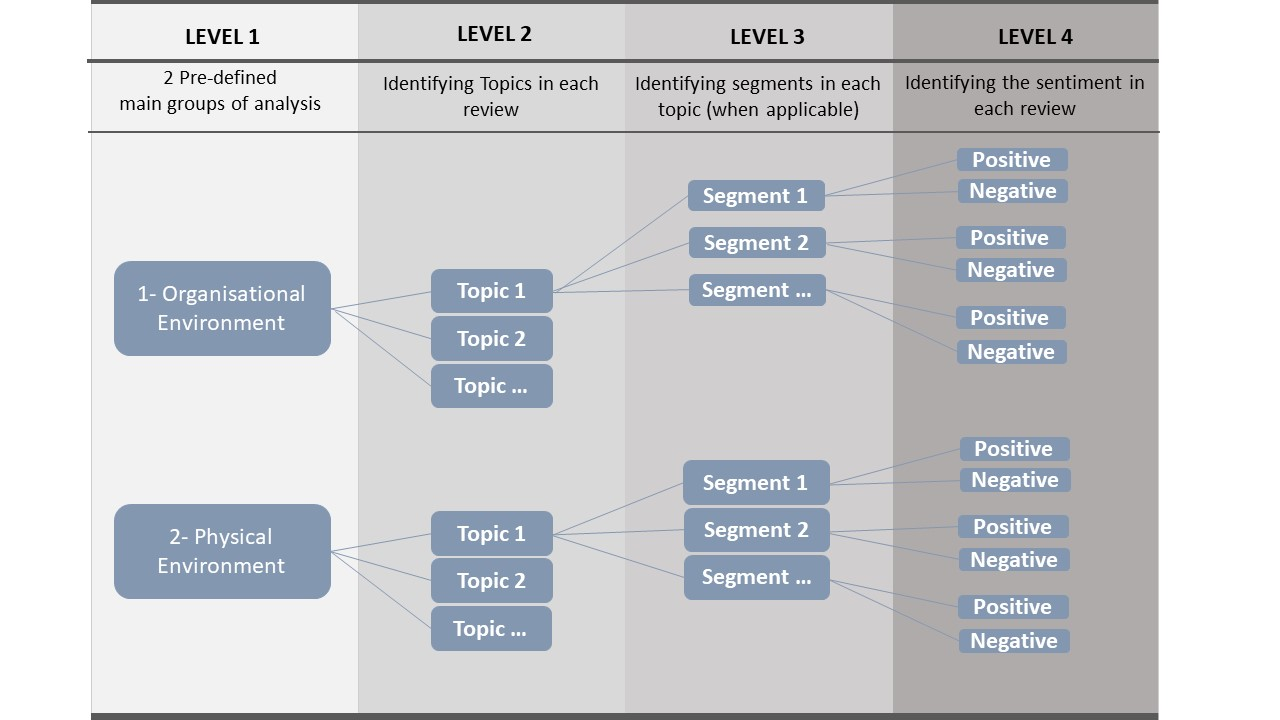 LEVEL 1
LEVEL 2
LEVEL 3
LEVEL 4
2 Pre-defined
main groups of analysis
Identifying Topics in each
review
Identifying segments in each
topic (when applicable)
Identifying the sentiment in
each review
1- Organisational
Environment
Topic 1
Topic 2
Topic ...
Segment 1
Segment 2
Segment ...
Positive
Negative
Positive
Negative
Positive
Negative
2- Physical
Environment
Topic 1
Topic 2
Topic ...
Segment 1
Segment 2
Segment ...
Positive
Negative
Positive
Negative
Positive
Negative